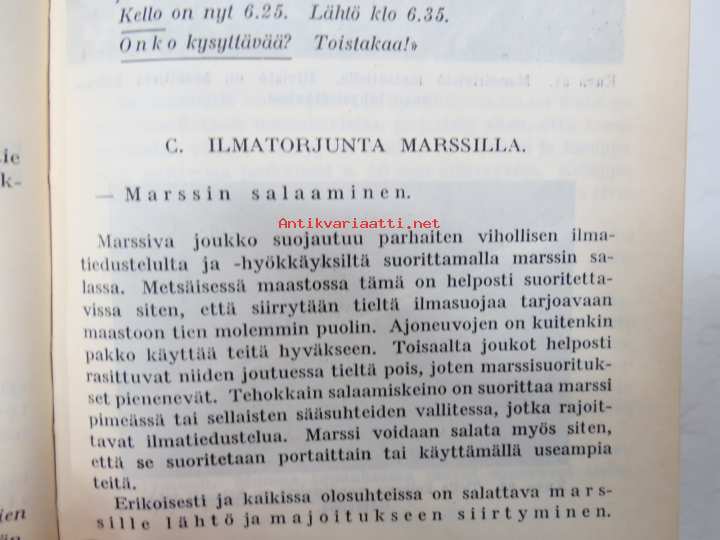 Kello on nyt 6.25. Lähtö klo 6.35.
Onko kysyttävää? Toistakaa!»
C. ILMATORJUNTA MARSSILLA.
— Marssin salaaminen.
Antikvariaatti.net
Marssiva joukko suojautuu parhaiten vihollisen ilma-
tiedustelulta ja -hyökkäyksiltä suorittamalla marssin sa-
lassa. Metsäisessä maastossa tämä on helposti suoritetta-
vissa siten, että siirrytään tieltä ilmasuojaa tarjoavaan
maastoon tien molemmin puolin. Ajoneuvojen on kuitenkin
pakko käyttää teitä hyväkseen. Toisaalta joukot helposti
rasittuvat niiden joutuessa tieltä pois, joten marssisuorituk-
set pienenevät. Tehokkain salaamiskeino on suorittaa marssi
pimeässä tai sellaisten sääsuhteiden vallitessa, jotka rajoit-
tavat ilmatiedustelua. Marssi voidaan salata myös siten,
että se suoritetaan portaittain tai käyttämällä useampia
teitä.
Erikoisesti ja kaikissa olosuhteissa on salattava mars-
sille lähtö ja majoitukseen siirtyminen.